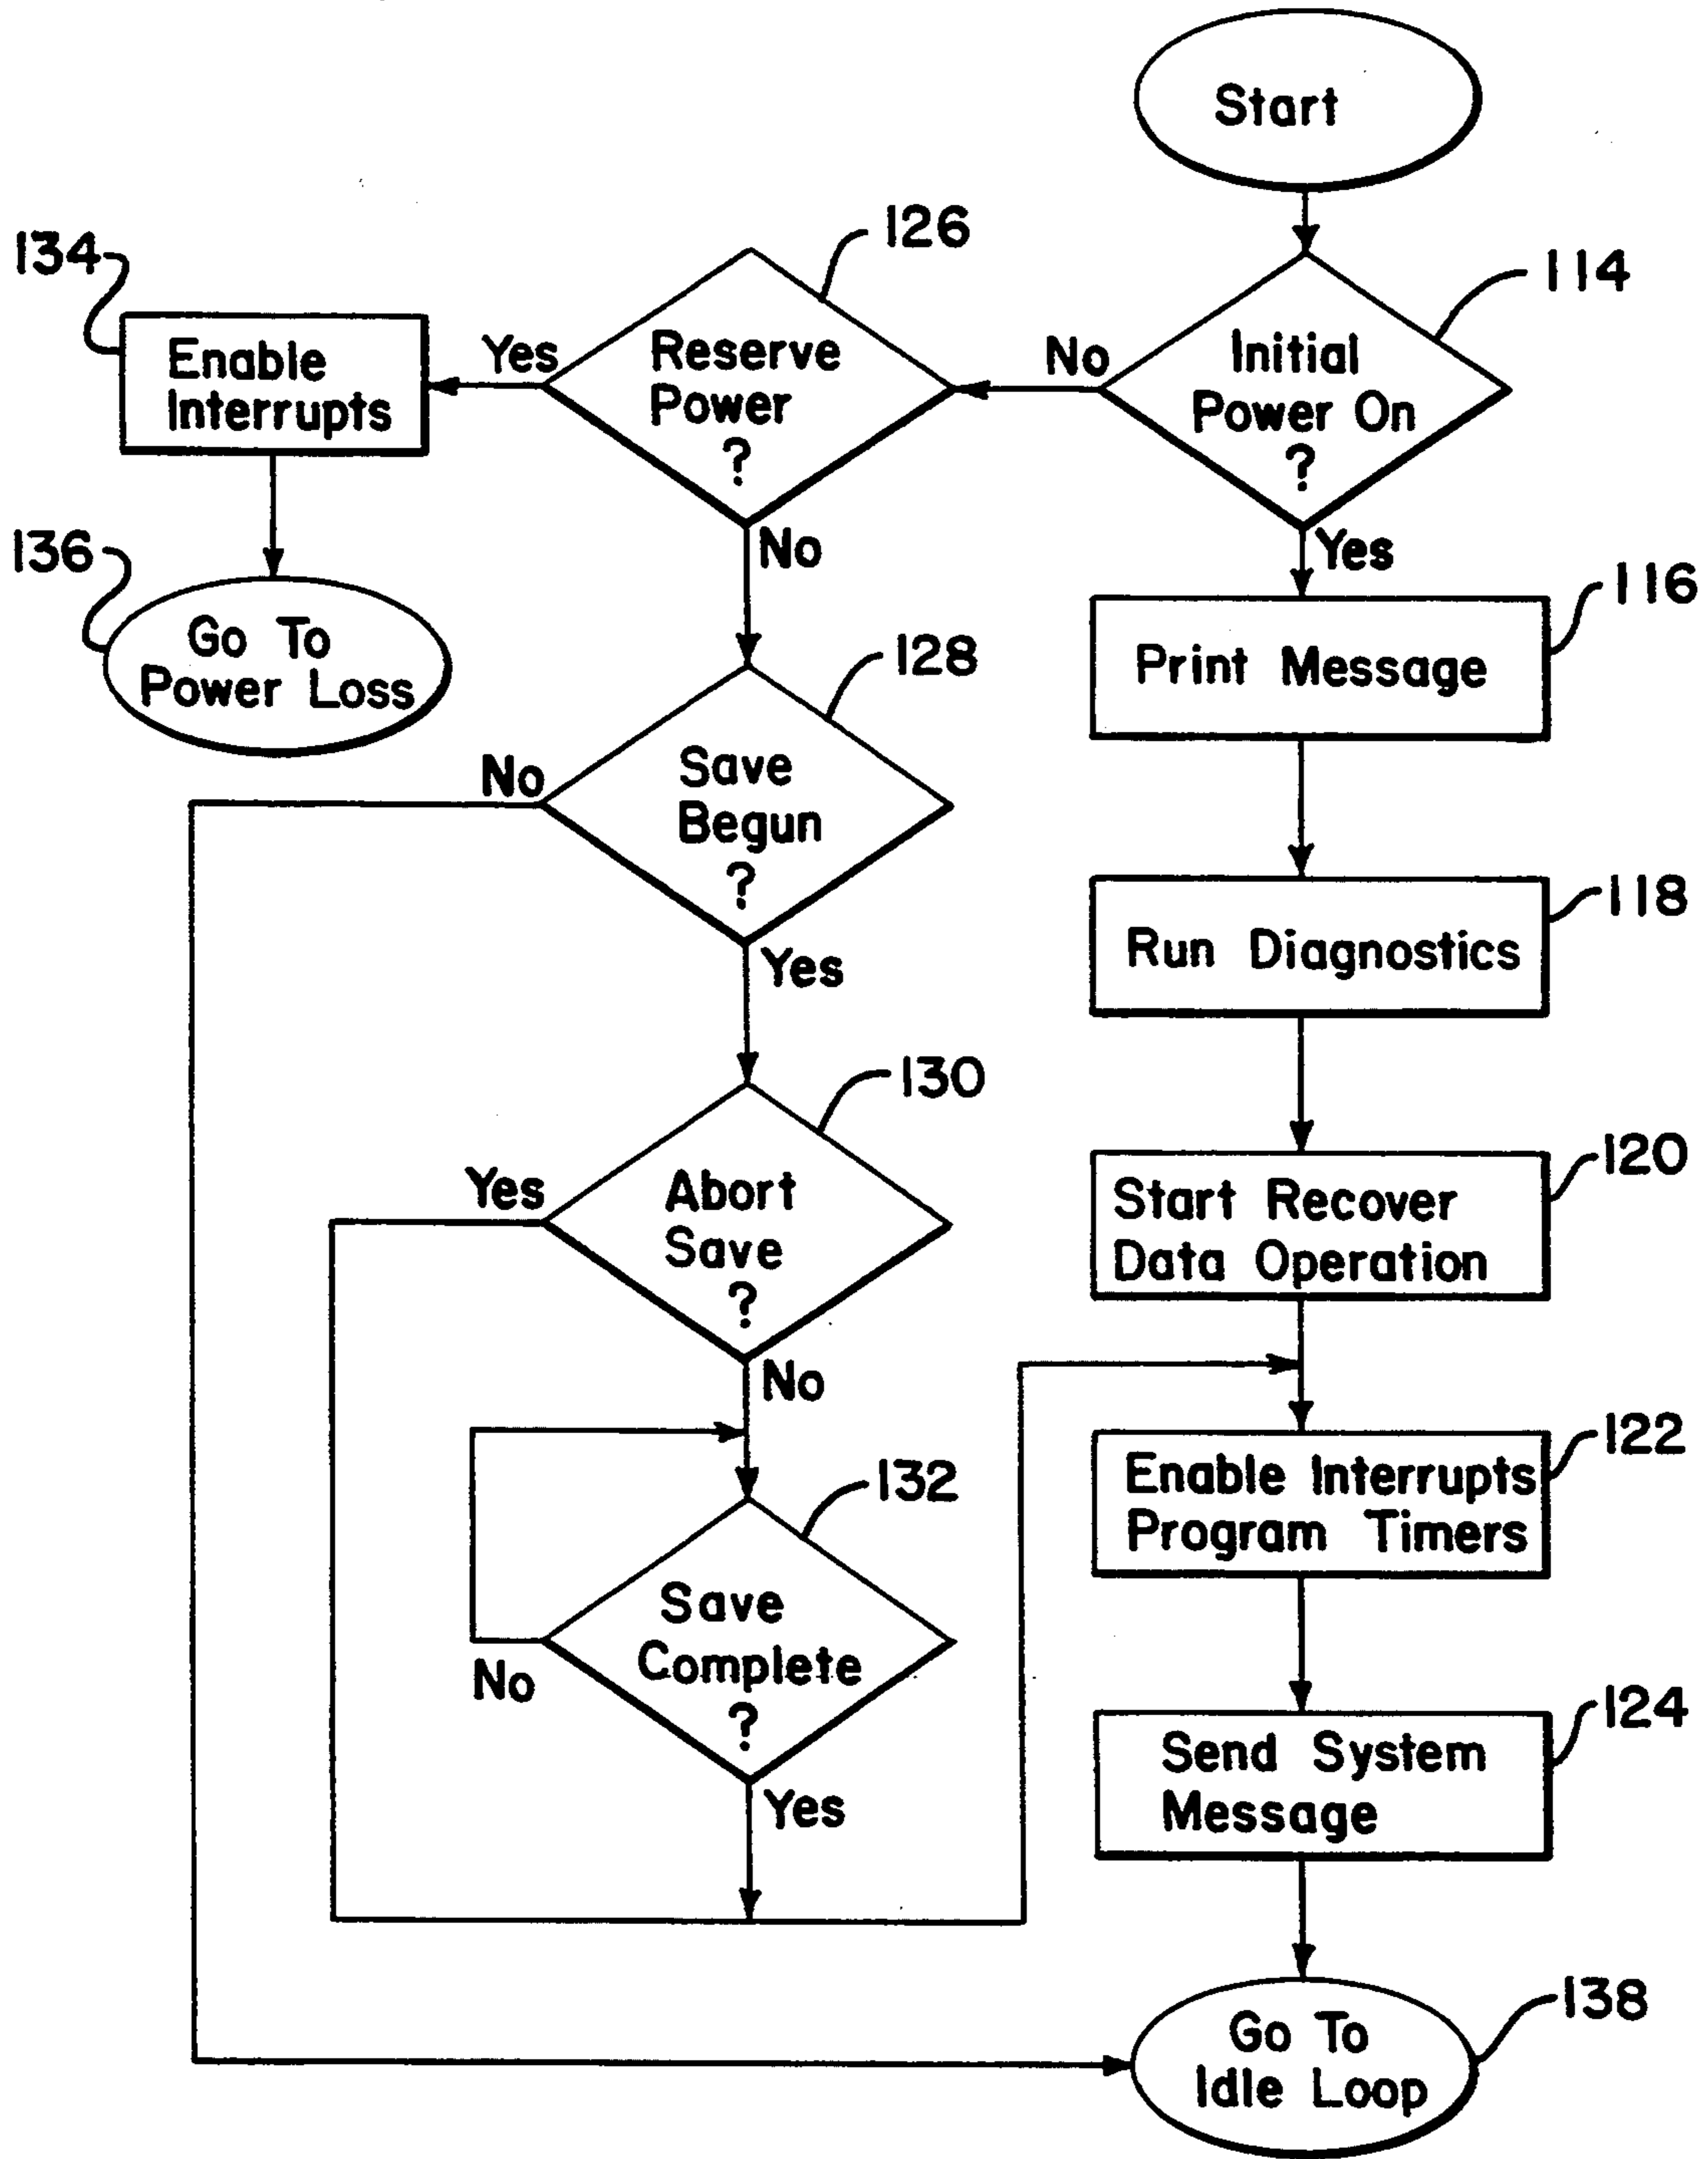 Start
126
114
134
Enable
Interrupts
Yes
Reserve
Power
?
No
Initial
Power On
?
No
Yes
136
Go To
Power Loss
116
Print Message
128
No
Save
Begun
?
Yes
118
Run Diagnostics
130
Yes
Abort
Save
?
No
120
Start Recover
Data Operation
122
Enable Interrupts
Program Timers
132
Save
Complete
?
No
Yes
124
Send System
Message
138
Go To
Idle Loop